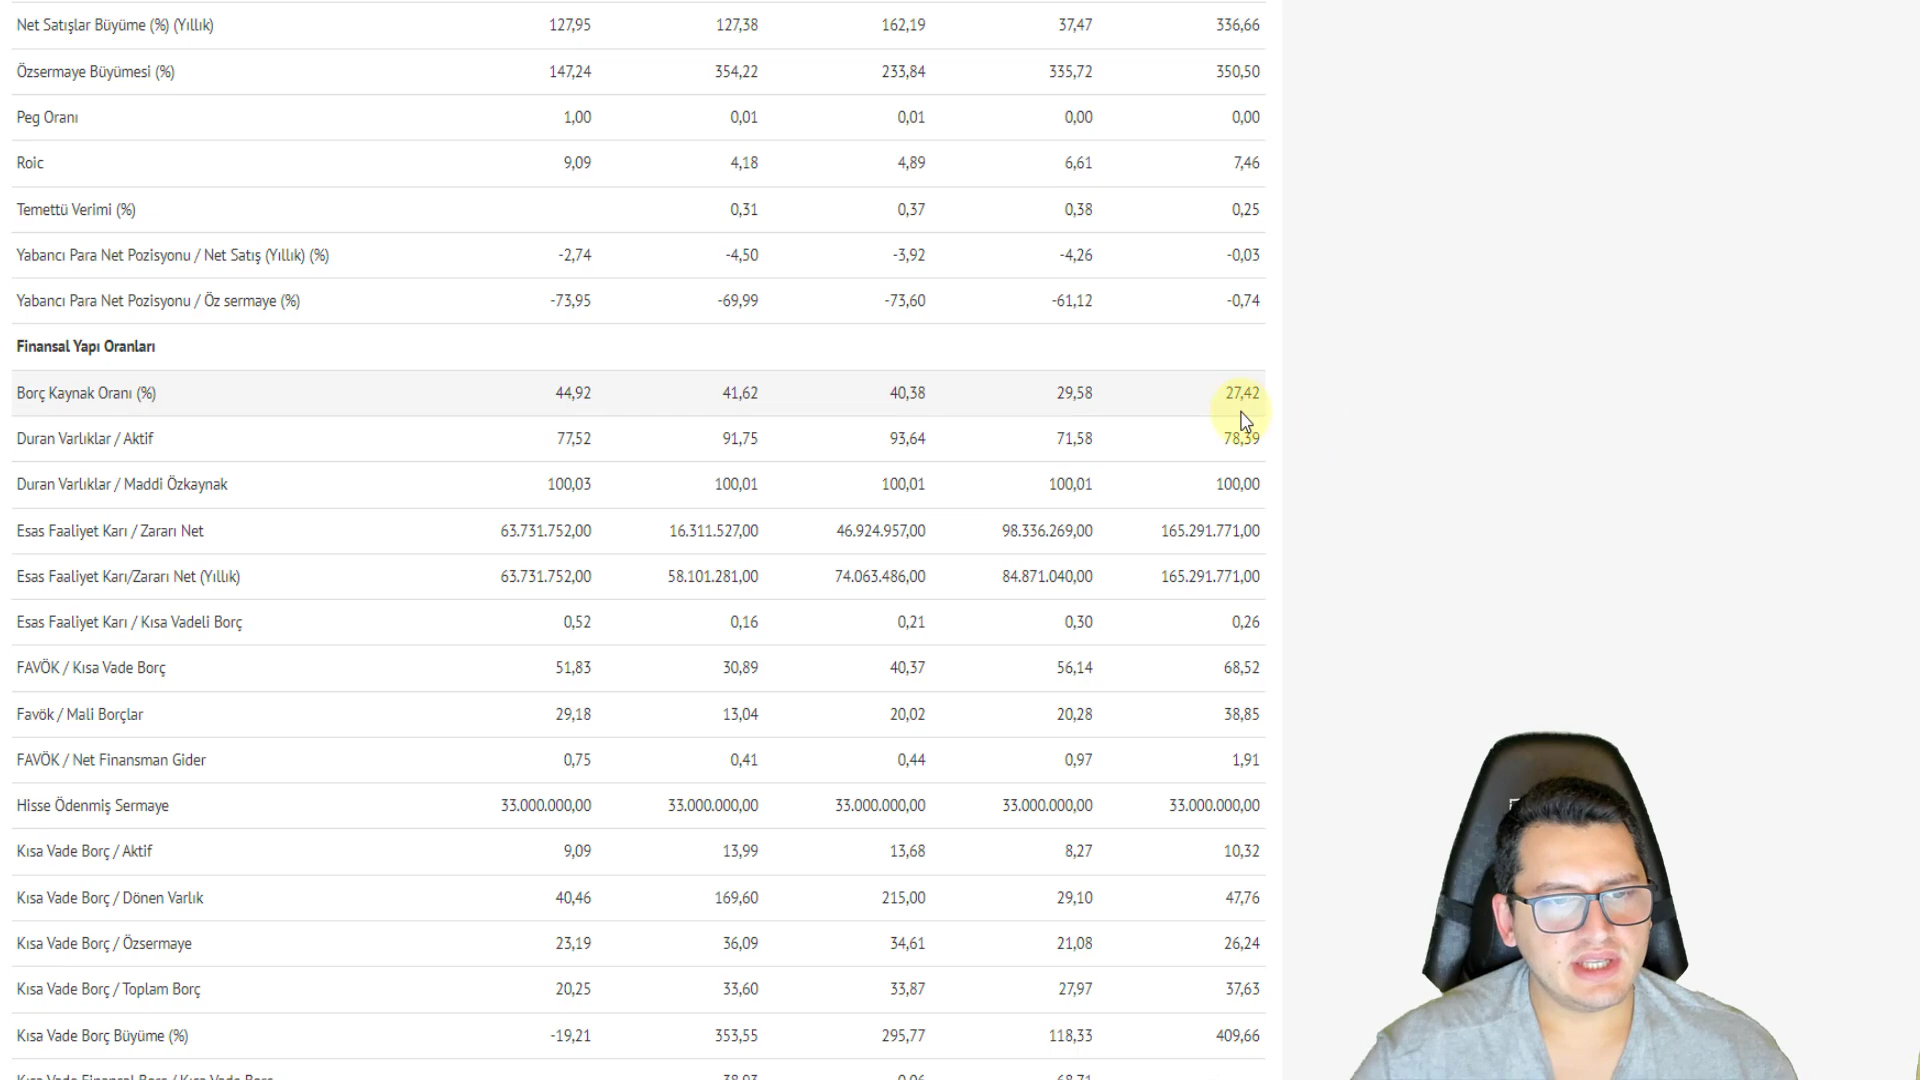 Net Satışlar Büyüme (%) (Yıllık) 127,95 127,38 162,19 37,47 336,66
Özsermaye Büyümesi (%) 147,24 354,22 233,84 335,72 350,50
Peg Oranı 1,00 0,01 0,01 0,00 0,00
Roic 9,09 4,18 4,89 6,61 7,46
Temettü Verimi (%) 0,31 0,37 0,38 0,25
Yabancı Para Net Pozisyonu / Net Satış (Yıllık) (%) -2,74 -4,50 -3,92 -4,26 -0,03
Yabancı Para Net Pozisyonu / Öz sermaye (%) -73,95 -69,99 -73,60 -61,12 -0,74
Finansal Yapı Oranları
Borç Kaynak Oranı (%) 44,92 41,62 40,38 29,58 27,42
Duran Varlıklar / Aktif 77,52 91,75 93,64 71,58 78,39
Duran Varlıklar / Maddi Özkaynak 100,03 100,01 100,01 100,01 100,00
Esas Faaliyet Karı / Zararı Net 63.731.752,00 16.311.527,00 46.924.957,00 98.336.269,00 165.291.771,00
Esas Faaliyet Karı/Zararı Net (Yıllık) 63.731.752,00 58.101.281,00 74.063.486,00 84.871.040,00 165.291.771,00
Esas Faaliyet Karı / Kısa Vadeli Borç 0,52 0,16 0,21 0,30 0,26
FAVÖK / Kısa Vade Borç 51,83 30,89 40,37 56,14 68,52
Favök / Mali Borçlar 29,18 13,04 20,02 20,28 38,85
FAVÖK / Net Finansman Gider 0,75 0,41 0,44 0,97 1,91
Hisse Ödenmiş Sermaye 33.000.000,00 33.000.000,00 33.000.000,00 33.000.000,00 33.000.000,00
Kısa Vade Borç / Aktif 9,09 13,99 13,68 8,27 10,32
Kısa Vade Borç / Dönen Varlık 40,46 169,60 215,00 29,10 47,76
Kısa Vade Borç / Özsermaye 23,19 36,09 34,61 21,08 26,24
Kısa Vade Borç / Toplam Borç 20,25 33,60 33,87 27,97 37,63
Kısa Vade Borç Büyüme (%) -19,21 353,55 295,77 118,33 409,66